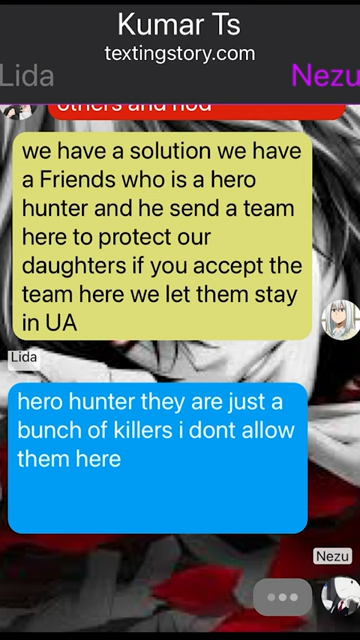 Kumar Ts
textingstory.com
Lida
Nezu
others and nod
we have a solution we have
a Friends who is a hero
hunter and he send a team
here to protect our
daughters if you accept the
team here we let them stay
in UA
Lida
hero hunter they are just a
bunch of killers i dont allow
them here
Nezu